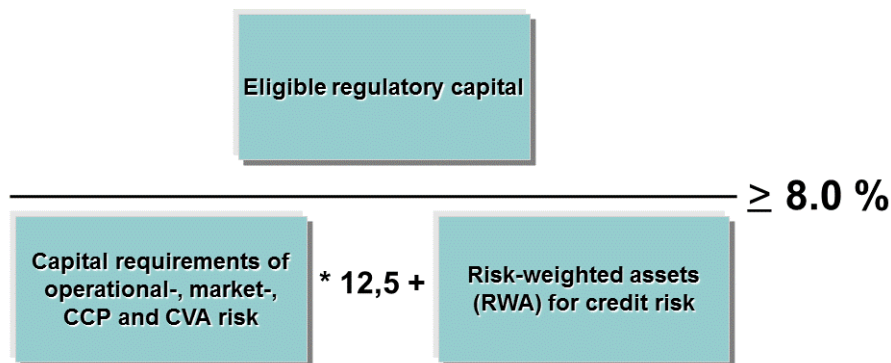 Eligible regulatory capital
≥ 8.0 %
Capital requirements of
operational-, market-,
CCP and CVA risk
* 12,5 +
Risk-weighted assets
(RWA) for credit risk